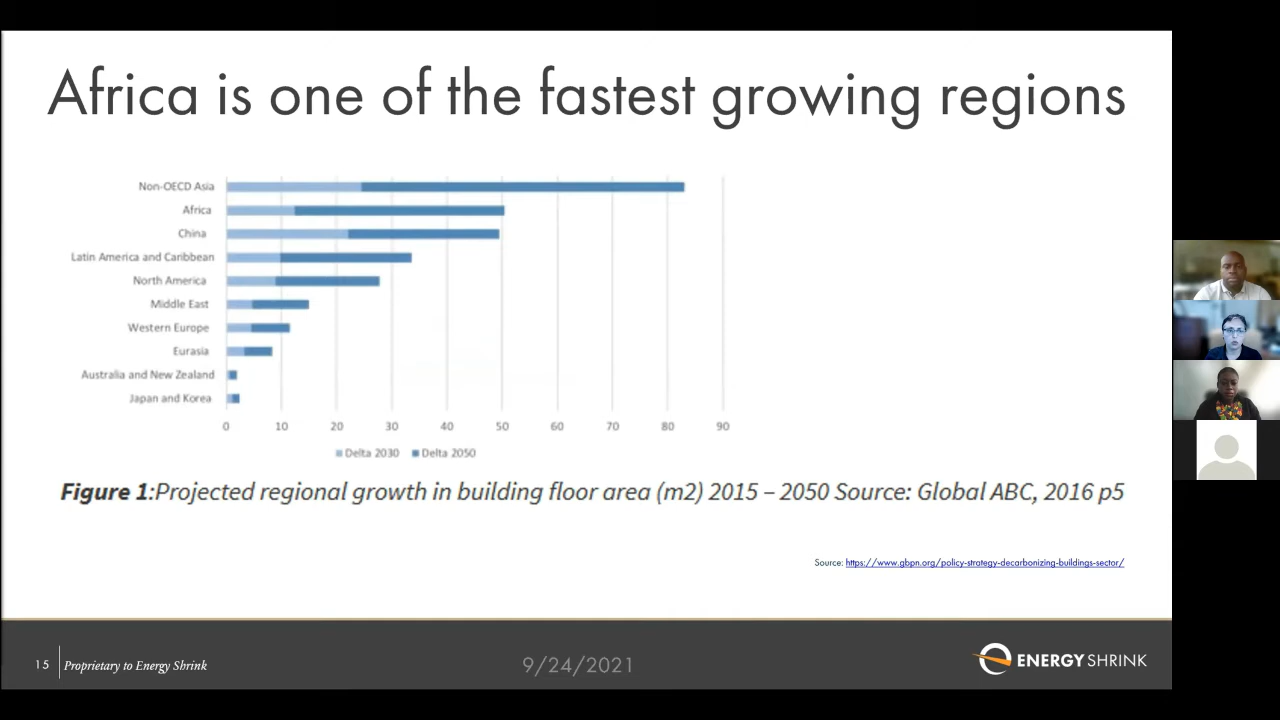 Africa is one of the fastest growing regions
Non-OECD Asia
Africa
China
Latin America and Caribbean
North America
Middle East
Western Europe
Eurasia
Australia and New Zealand
Japan and Korea
0 10 20 30 40 50 60 70 80 90
Delta 2030 Delta 2050
Figure 1:Projected regional growth in building floor area (m2) 2015 – 2050 Source: Global ABC, 2016 p5
Source: https://www.gbpn.org/policy-strategy-decarbonizing-buildings-sector/
15 Proprietary to Energy Shrink 9/24/2021 ENERGY SHRINK